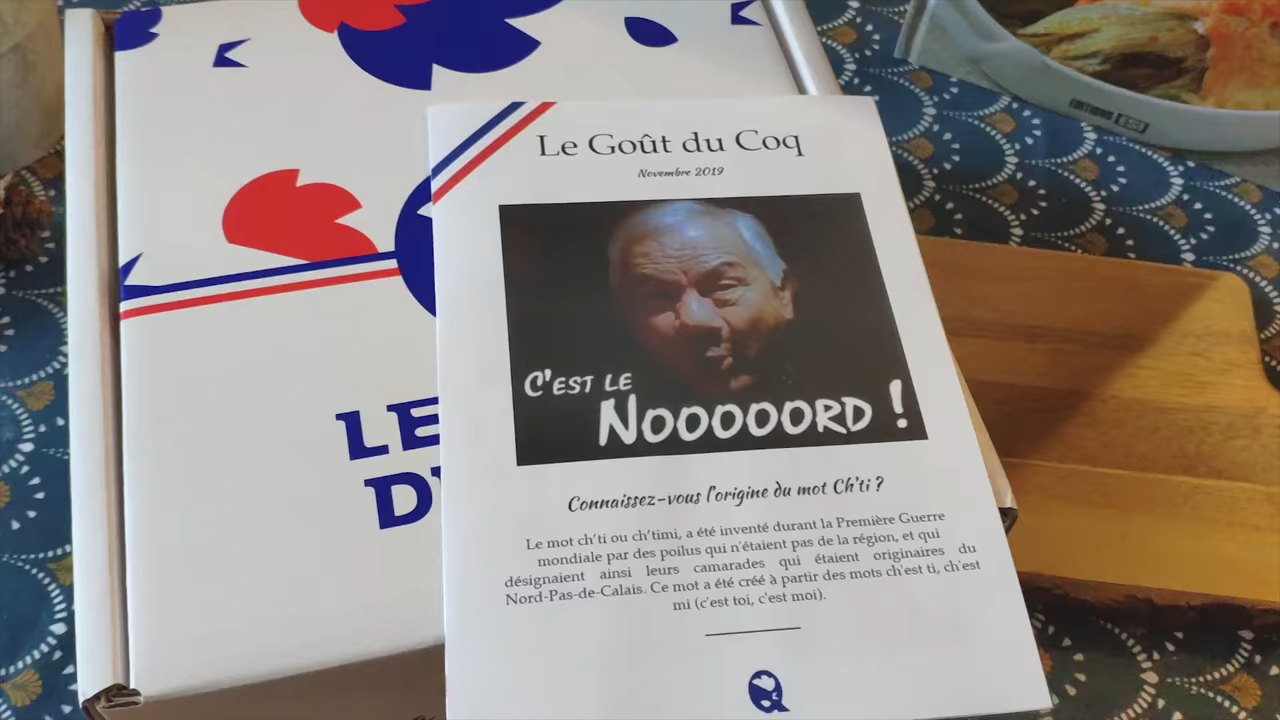 EDITIONS ESI
Le Goût du Coq
Novembre 2019
C'EST LE
NOOOOORD !
LE
D
Connaissez-vous l'origine du mot Ch'ti ?
Le mot ch'ti ou ch'timi, a été inventé durant la Première Guerre
mondiale par des poilus qui n'étaient pas de la région, et qui
désignaient ainsi leurs camarades qui étaient originaires du
Nord-Pas-de-Calais. Ce mot a été créé à partir des mots ch'est ti, ch'est
mi (c'est toi, c'est moi).